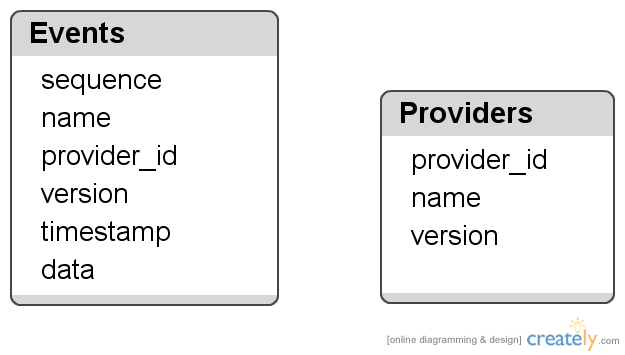 Events
sequence
name
provider_id
version
timestamp
data
Providers
provider_id
name
version
[online diagramming & design] creately.com